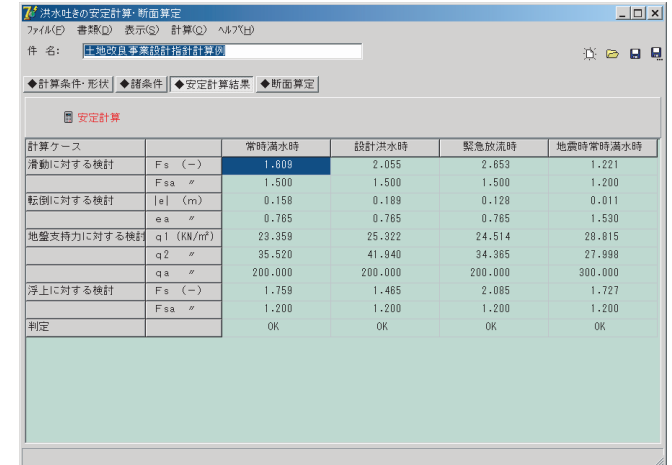 洪水吐きの安定計算・断面算定
ファイル(F) 書類(D) 表示(S) 計算(C) ヘルプ(H)
件 名: 土地改良事業設計指針計算例
◆計算条件・形状 ◆諸条件 ◆安定計算結果 ◆断面算定
安定計算
計算ケース 常時満水時 設計洪水時 緊急放流時 地震時常時満水時
滑動に対する検討 Fs (−) 1.609 2.055 2.653 1.221
Fsa 〃 1.500 1.500 1.500 1.200
転倒に対する検討 |e| (m) 0.158 0.189 0.128 0.011
ea 〃 0.765 0.765 0.765 1.530
地盤支持力に対する検討 q1 (KN/㎡) 23.359 25.322 24.514 28.815
q2 〃 35.520 41.940 34.365 27.998
qa 〃 200.000 200.000 200.000 300.000
浮上に対する検討 Fs (−) 1.759 1.465 2.085 1.727
Fsa 〃 1.200 1.200 1.200 1.200
判定 OK OK OK OK